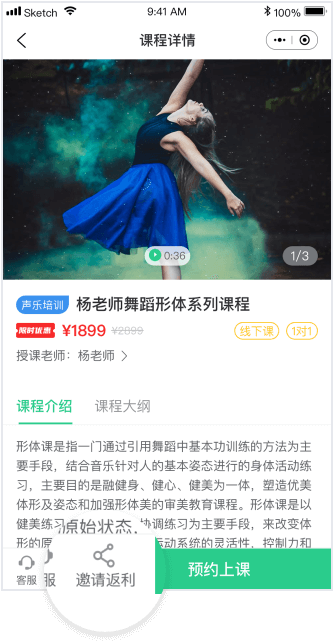 Sketch
9:41 AM
100%
课程详情
0:36
1/3
声乐培训 杨老师舞蹈形体系列课程
限时优惠 ¥1899 ¥2899 线下课 1对1
授课老师：杨老师
课程介绍 课程大纲
形体课是指一门通过引用舞蹈中基本功训练的方法为主
要手段，结合音乐针对人的基本姿态进行的身体活动练
习，主要目的是融健身、健心、健美为一体，塑造优美
体形及姿态和加强形体美的审美教育课程。形体课是以
健美练习
原始状态，
协调练习为主要手段，来改变体
形的
运动系统的灵活性，控制力和
客服
服
邀请返利
预约上课